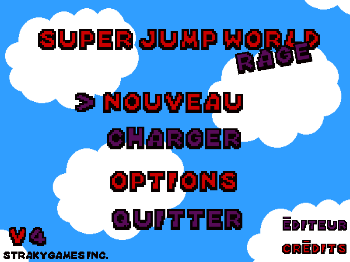 SUPER JUMP WORLD
RAGE
> NOUVEAU
CHARGER
OPTIONS
QUITTER
ÉDITEUR
V4
CRÉDITS
STRAKYGAMES INC.